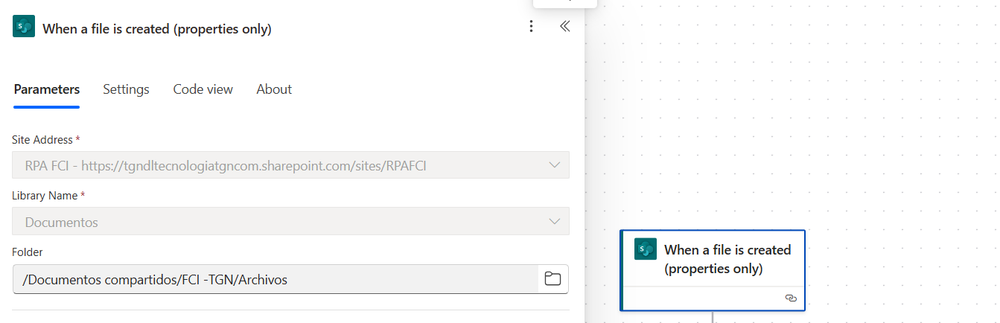 When a file is created (properties only)
Parameters
Settings
Code view
About
Site Address *
RPA FCI - https://tgndltecnologiatgncom.sharepoint.com/sites/RPAFCI
Library Name *
Documentos
Folder
/Documentos compartidos/FCI -TGN/Archivos
When a file is created
(properties only)